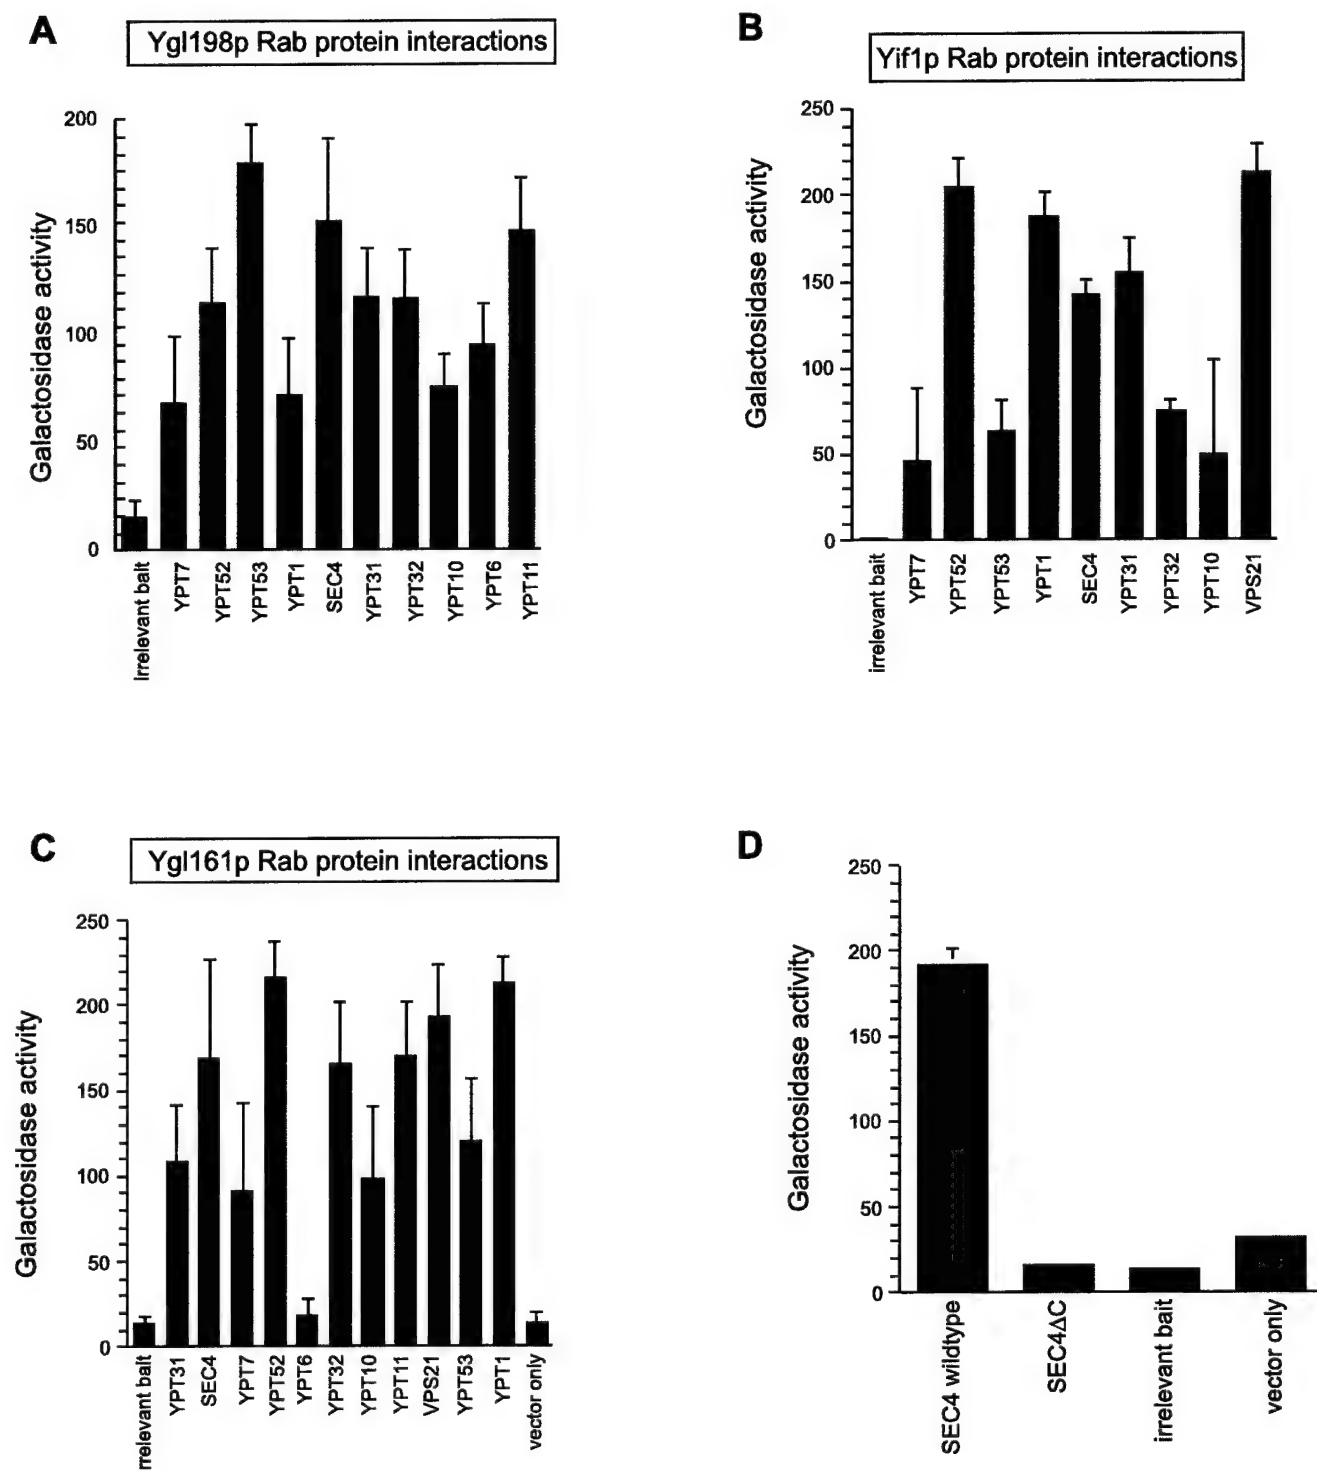 A
Ygl198p Rab protein interactions
Galactosidase activity
200
150
100
50
0
irrelevant bait
YPT7
YPT52
YPT53
YPT1
SEC4
YPT31
YPT32
YPT10
YPT6
YPT11
B
Yif1p Rab protein interactions
Galactosidase activity
250
200
150
100
50
0
irrelevant bait
YPT7
YPT52
YPT53
YPT1
SEC4
YPT31
YPT32
YPT10
VPS21
C
Ygl161p Rab protein interactions
Galactosidase activity
250
200
150
100
50
0
rrelevant bait
YPT31
SEC4
YPT7
YPT52
YPT6
YPT32
YPT10
YPT11
VPS21
YPT53
YPT1
vector only
D
Galactosidase activity
250
200
150
100
50
0
SEC4 wildtype
SEC4ΔC
irrelevant bait
vector only